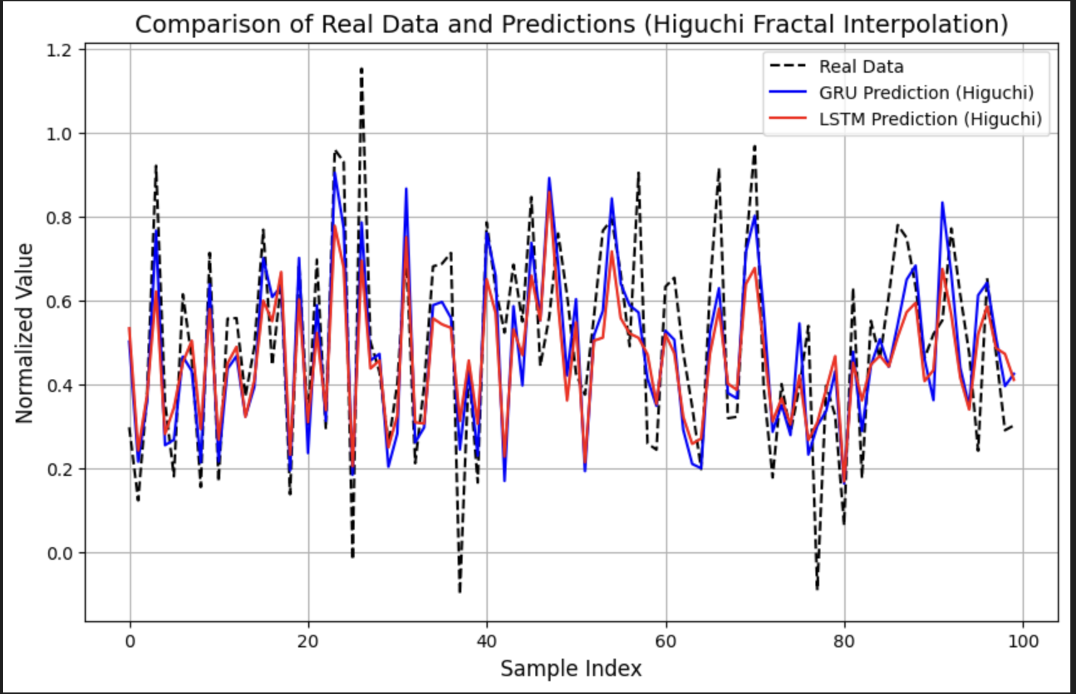 Comparison of Real Data and Predictions (Higuchi Fractal Interpolation)
1.2
1.0
0.8
0.6
0.4
0.2
0.0
Normalized Value
Real Data
GRU Prediction (Higuchi)
LSTM Prediction (Higuchi)
0 20 40 60 80 100
Sample Index